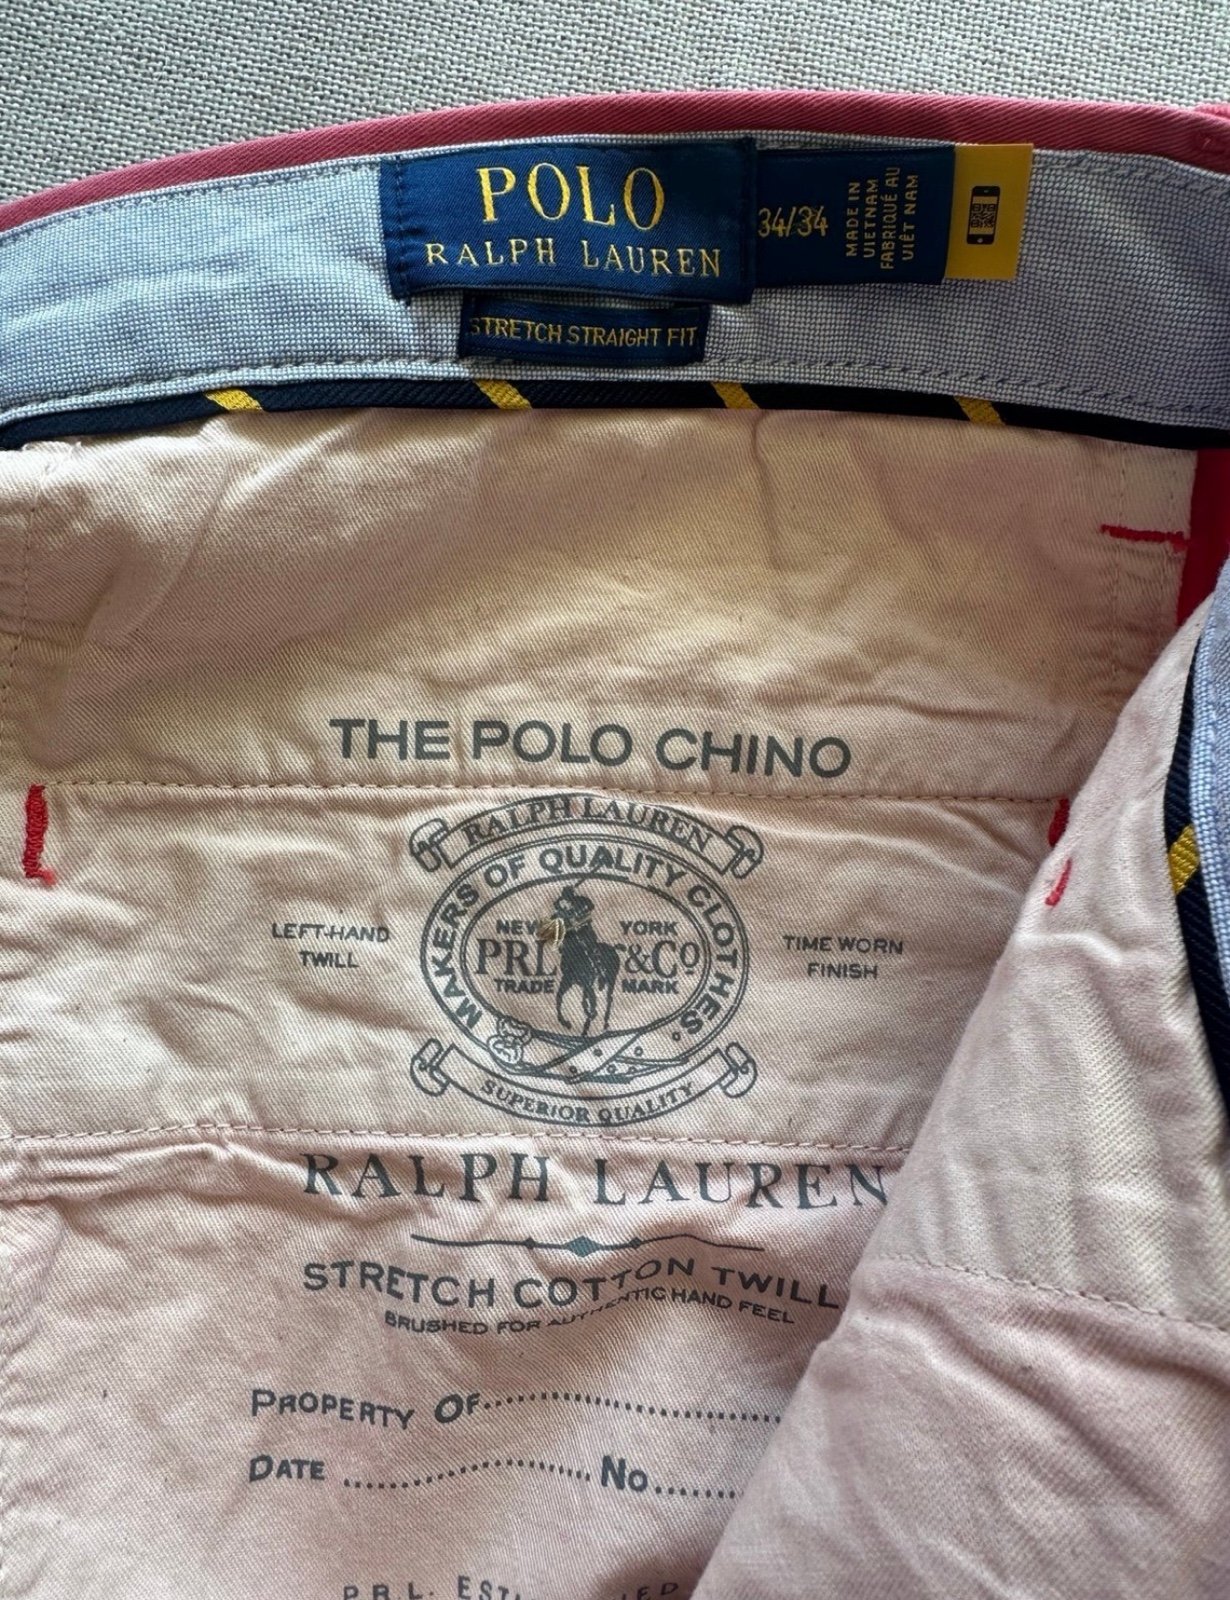 POLO
RALPH LAUREN
34/34
MADE IN
VIETNAM
FABRIQUÉ AU
VIÊT NAM
STRETCH STRAIGHT FIT
THE POLO CHINO
RALPH LAUREN
MAKERS OF QUALITY CLOTHES.
LEFT-HAND
TWILL
NEW YORK
PRL &Co
TRADE MARK
TIME WORN
FINISH
SUPERIOR QUALITY
RALPH LAUREN
STRETCH COTTON TWILL
BRUSHED FOR AUTHENTIC HAND FEEL
PROPERTY OF
DATE No
P.R.L.